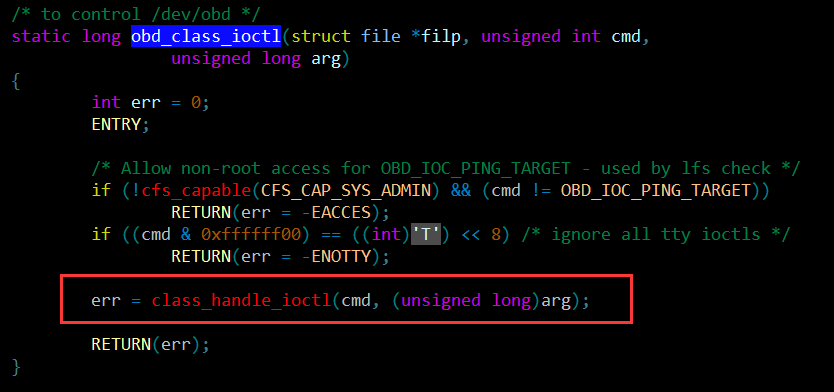 /* to control /dev/obd */
static long obd_class_ioctl(struct file *filp, unsigned int cmd,
unsigned long arg)
{
int err = 0;
ENTRY;
/* Allow non-root access for OBD_IOC_PING_TARGET - used by lfs check */
if (!cfs_capable(CFS_CAP_SYS_ADMIN) && (cmd != OBD_IOC_PING_TARGET))
RETURN(err = -EACCES);
if ((cmd & 0xffffff00) == ((int)'T') << 8) /* ignore all tty ioctls */
RETURN(err = -ENOTTY);
err = class_handle_ioctl(cmd, (unsigned long)arg);
RETURN(err);
}